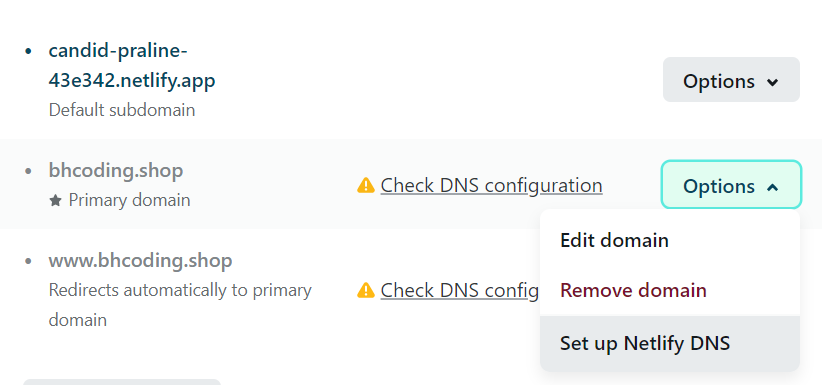 candid-praline-
43e342.netlify.app
Default subdomain
Options
bhcoding.shop
Primary domain
Check DNS configuration
Options
Edit domain
Remove domain
Set up Netlify DNS
www.bhcoding.shop
Redirects automatically to primary
domain
Check DNS config